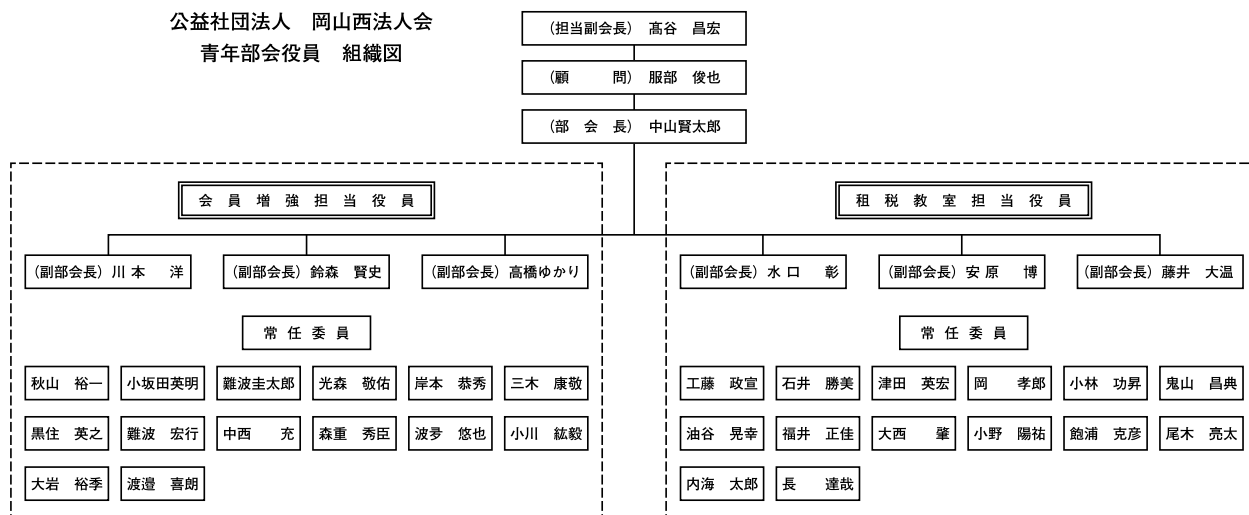 公益社団法人　岡山西法人会
青年部会役員　組織図
（担当副会長）　髙谷　昌宏
（顧　　　問）　服部　俊也
（部　会　長）　中山賢太郎
会　員　増　強　担　当　役　員
租　税　教　室　担　当　役　員
（副部会長）川本　　洋
（副部会長）鈴森　賢史
（副部会長）高橋ゆかり
（副部会長）水口　　彰
（副部会長）安原　　博
（副部会長）藤井　大温
常　任　委　員
秋山　裕一
小坂田英明
難波圭太郎
光森　敬佑
岸本　恭秀
三木　康敬
黒住　英之
難波　宏行
中西　　充
森重　秀臣
波夛　悠也
小川　紘毅
大岩　裕季
渡邉　喜朗
常　任　委　員
工藤　政宣
石井　勝美
津田　英宏
岡　　孝郎
小林　功昇
鬼山　昌典
油谷　晃幸
福井　正佳
大西　　肇
小野　陽祐
飽浦　克彦
尾木　亮太
内海　太郎
長　　達哉